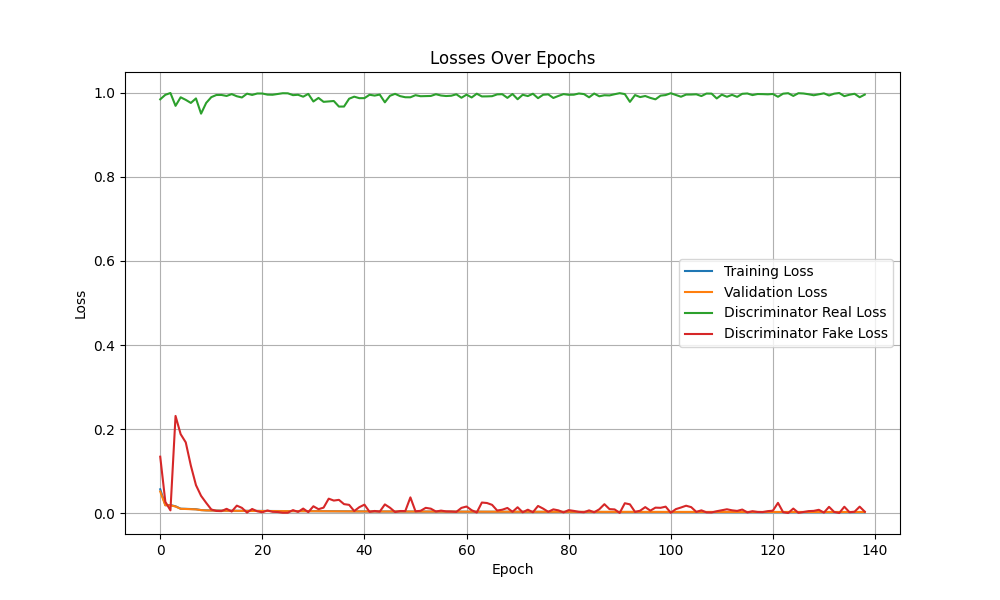 Losses Over Epochs
1.0
0.8
0.6
0.4
0.2
0.0
Loss
Training Loss
Validation Loss
Discriminator Real Loss
Discriminator Fake Loss
0 20 40 60 80 100 120 140
Epoch